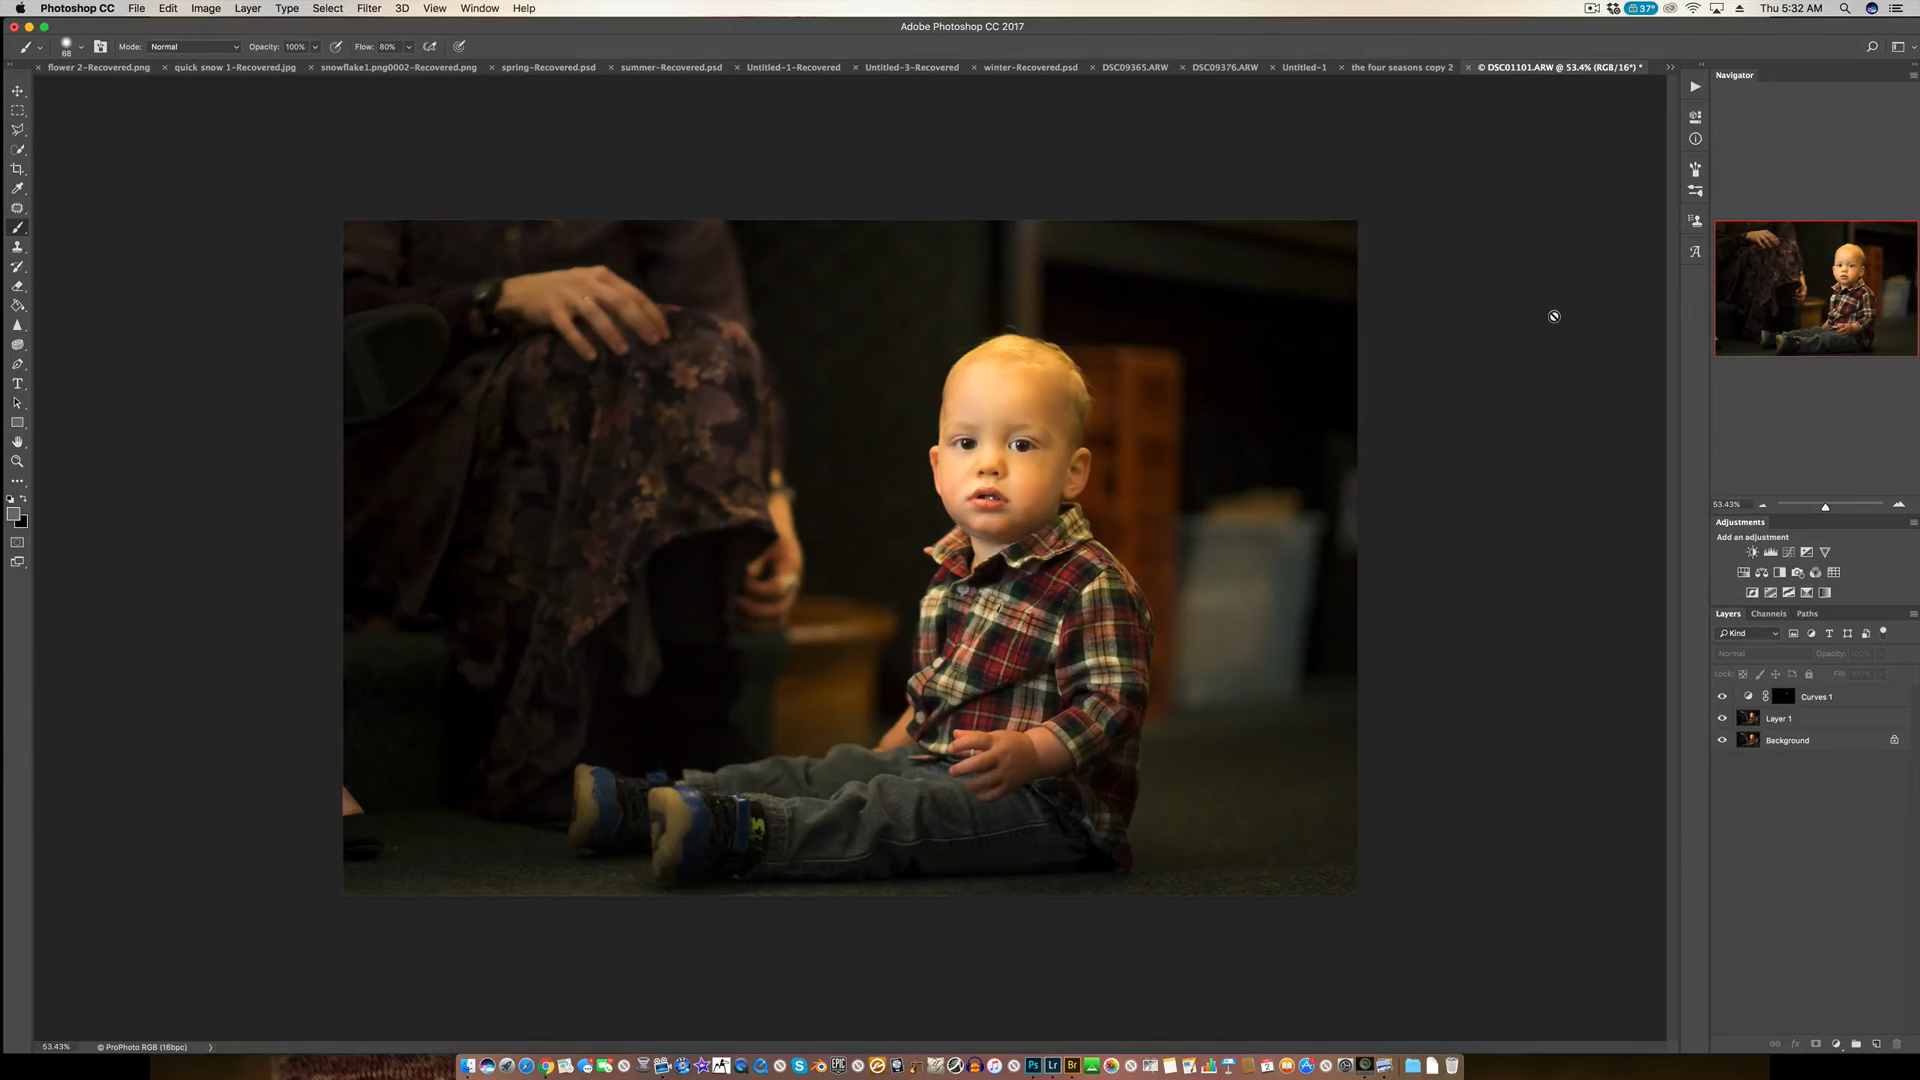 Photoshop CC File Edit Image Layer Type Select Filter 3D View Window Help 37° Thu 5:32 AM
Adobe Photoshop CC 2017
68 Mode: Normal Opacity: 100% Flow: 80%
flower 2-Recovered.png quick snow 1-Recovered.jpg snowflake1.png0002-Recovered.png spring-Recovered.psd summer-Recovered.psd Untitled-1-Recovered Untitled-3-Recovered winter-Recovered.psd DSC09365.ARW DSC09376.ARW Untitled-1 the four seasons copy 2 © DSC01101.ARW @ 53.4% (RGB/16*) *
Navigator
53.43%
Adjustments
Add an adjustment
Layers Channels Paths
Kind
Normal Opacity: 100%
Lock: Fill: 100%
Curves 1
Layer 1
Background
53.43% © ProPhoto RGB (16bpc)